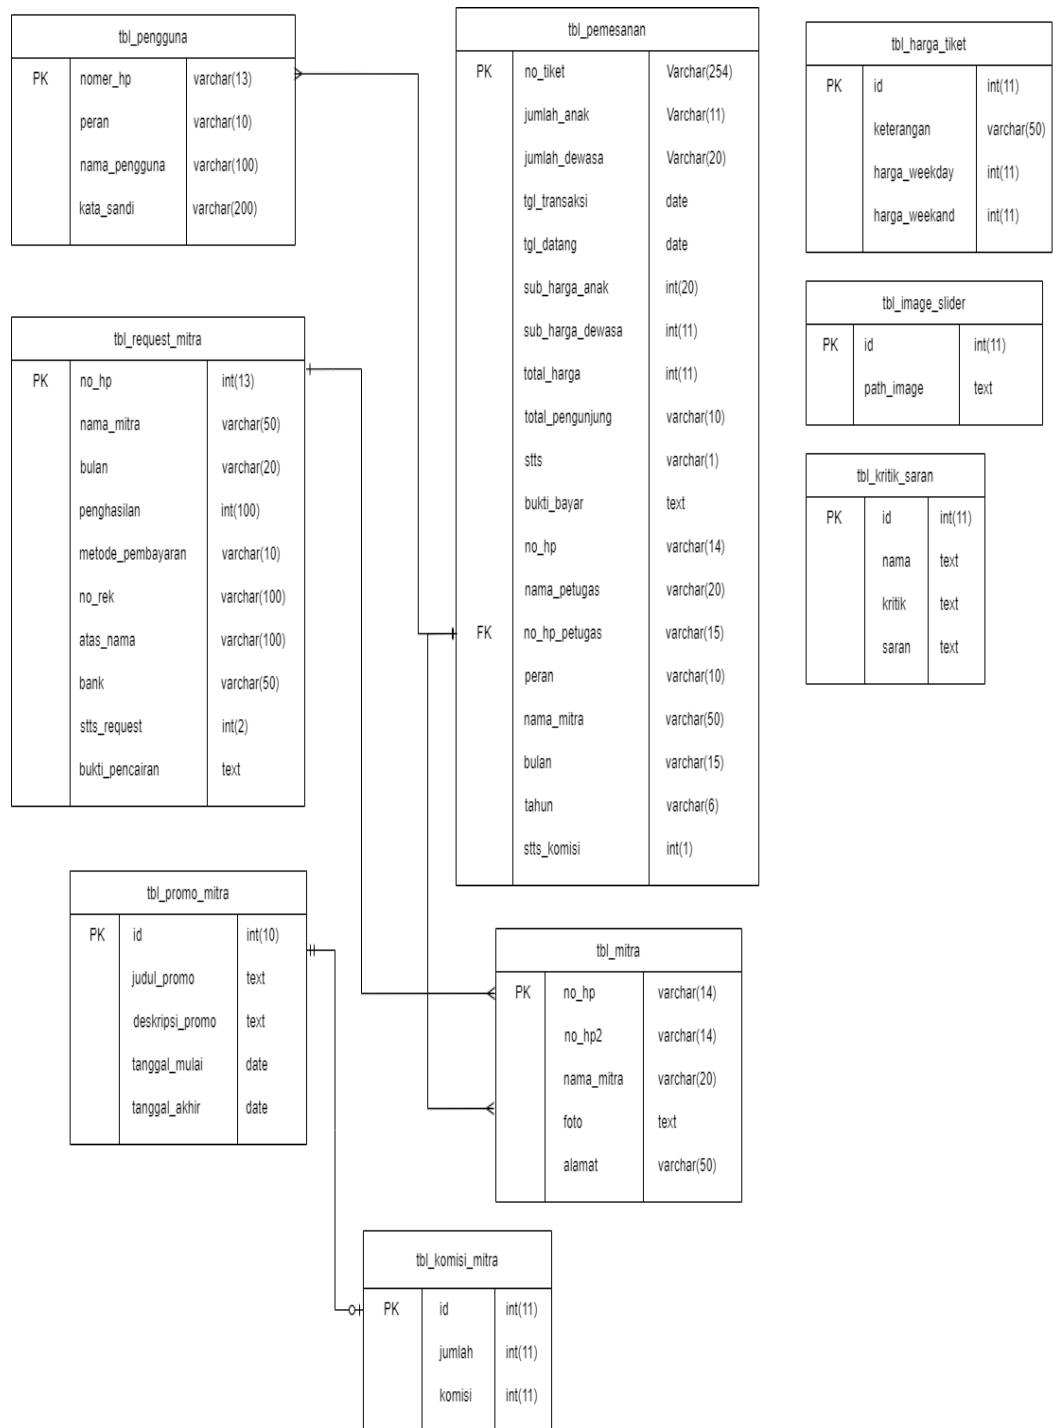 tbl_pengguna
PK nomer_hp varchar(13)
peran varchar(10)
nama_pengguna varchar(100)
kata_sandi varchar(200)
tbl_request_mitra
PK no_hp int(13)
nama_mitra varchar(50)
bulan varchar(20)
penghasilan int(100)
metode_pembayaran varchar(10)
no_rek varchar(100)
atas_nama varchar(100)
bank varchar(50)
stts_request int(2)
bukti_pencairan text
tbl_promo_mitra
PK id int(10)
judul_promo text
deskripsi_promo text
tanggal_mulai date
tanggal_akhir date
tbl_pemesanan
PK no_tiket Varchar(254)
jumlah_anak Varchar(11)
jumlah_dewasa Varchar(20)
tgl_transaksi date
tgl_datang date
sub_harga_anak int(20)
sub_harga_dewasa int(11)
total_harga int(11)
total_pengunjung varchar(10)
stts varchar(1)
bukti_bayar text
no_hp varchar(14)
nama_petugas varchar(20)
FK no_hp_petugas varchar(15)
peran varchar(10)
nama_mitra varchar(50)
bulan varchar(15)
tahun varchar(6)
stts_komisi int(1)
tbl_mitra
PK no_hp varchar(14)
no_hp2 varchar(14)
nama_mitra varchar(20)
foto text
alamat varchar(50)
tbl_komisi_mitra
PK id int(11)
jumlah int(11)
komisi int(11)
tbl_harga_tiket
PK id int(11)
keterangan varchar(50)
harga_weekday int(11)
harga_weekand int(11)
tbl_image_slider
PK id int(11)
path_image text
tbl_kritik_saran
PK id int(11)
nama text
kritik text
saran text